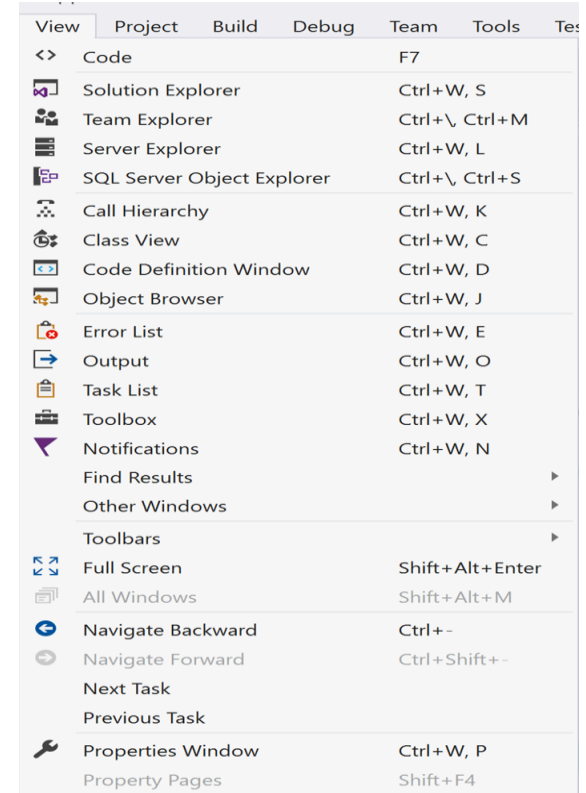 View Project Build Debug Team Tools Tes
Code F7
Solution Explorer Ctrl+W, S
Team Explorer Ctrl+\, Ctrl+M
Server Explorer Ctrl+W, L
SQL Server Object Explorer Ctrl+\, Ctrl+S
Call Hierarchy Ctrl+W, K
Class View Ctrl+W, C
Code Definition Window Ctrl+W, D
Object Browser Ctrl+W, J
Error List Ctrl+W, E
Output Ctrl+W, O
Task List Ctrl+W, T
Toolbox Ctrl+W, X
Notifications Ctrl+W, N
Find Results
Other Windows
Toolbars
Full Screen Shift+Alt+Enter
All Windows Shift+Alt+M
Navigate Backward Ctrl+-
Navigate Forward Ctrl+Shift+-
Next Task
Previous Task
Properties Window Ctrl+W, P
Property Pages Shift+F4